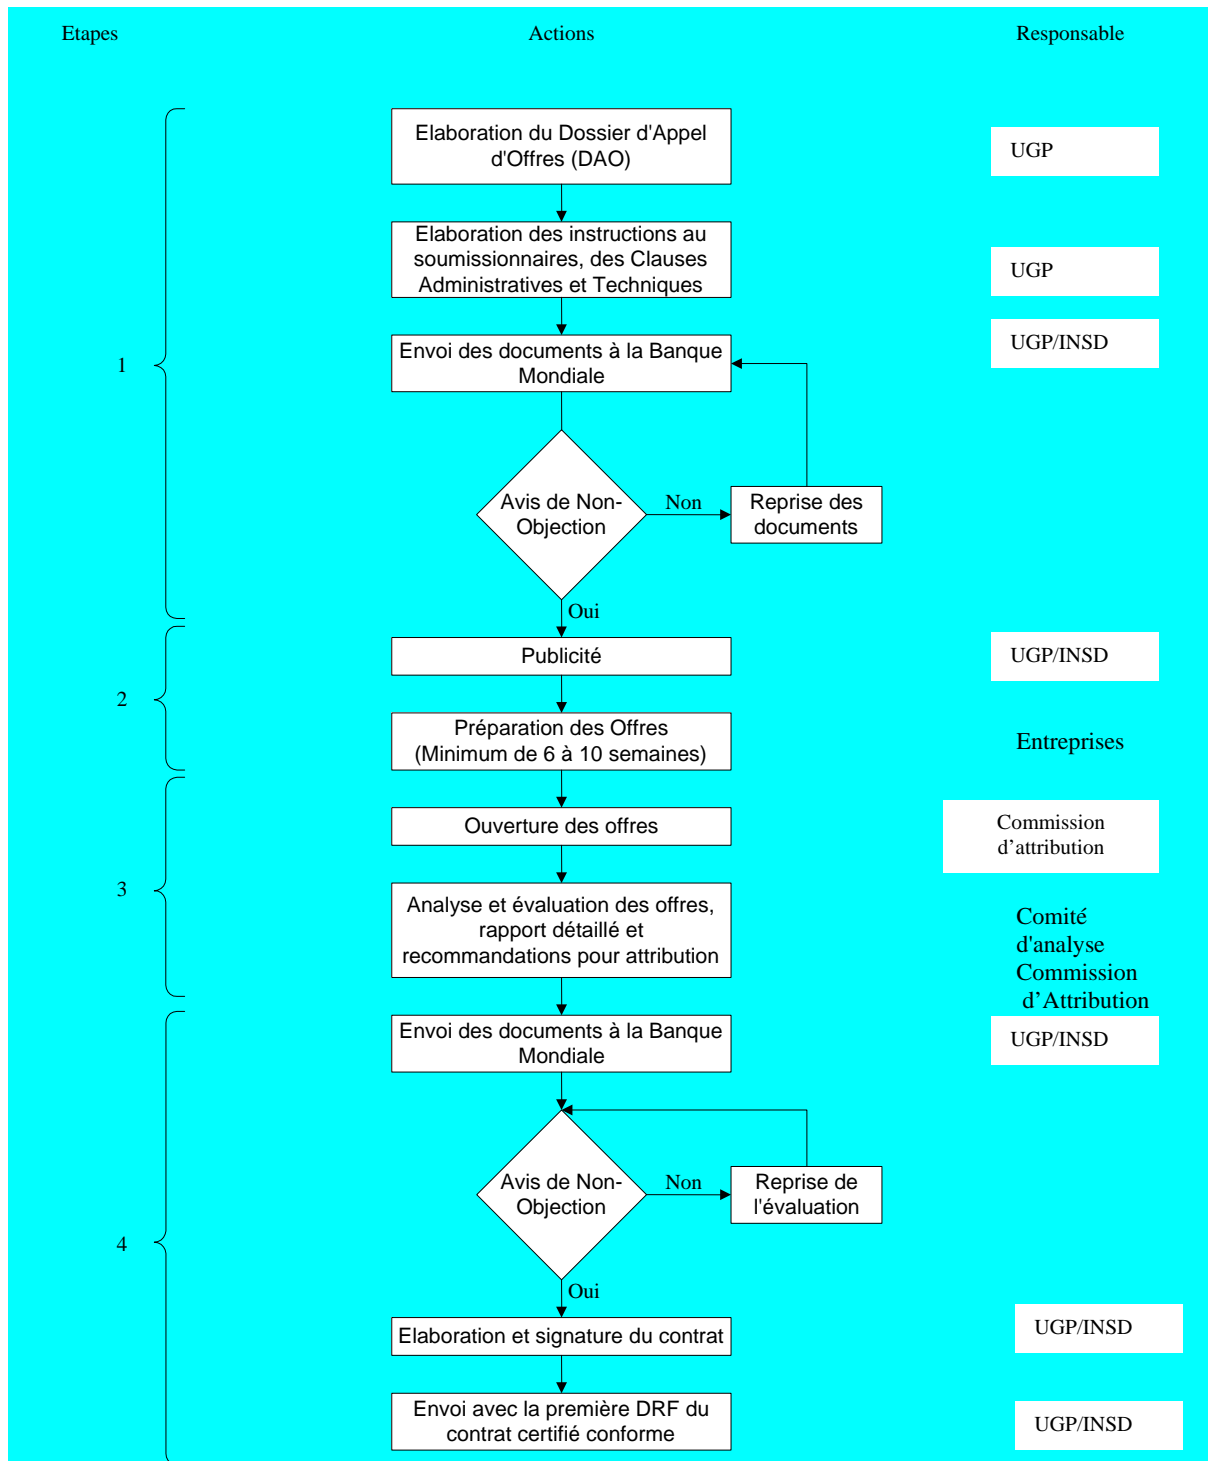 Etapes
Actions
Responsable
Elaboration du Dossier d'Appel
d'Offres (DAO)
UGP
Elaboration des instructions au
soumissionnaires, des Clauses
Administratives et Techniques
UGP
1
Envoi des documents à la Banque
Mondiale
UGP/INSD
Avis de Non-
Objection
Non
Reprise des
documents
Oui
2
Publicité
UGP/INSD
Préparation des Offres
(Minimum de 6 à 10 semaines)
Entreprises
3
Ouverture des offres
Commission
d’attribution
Analyse et évaluation des offres,
rapport détaillé et
recommandations pour attribution
Comité
d'analyse
Commission
d’Attribution
4
Envoi des documents à la Banque
Mondiale
UGP/INSD
Avis de Non-
Objection
Non
Reprise de
l'évaluation
Oui
Elaboration et signature du contrat
UGP/INSD
Envoi avec la première DRF du
contrat certifié conforme
UGP/INSD